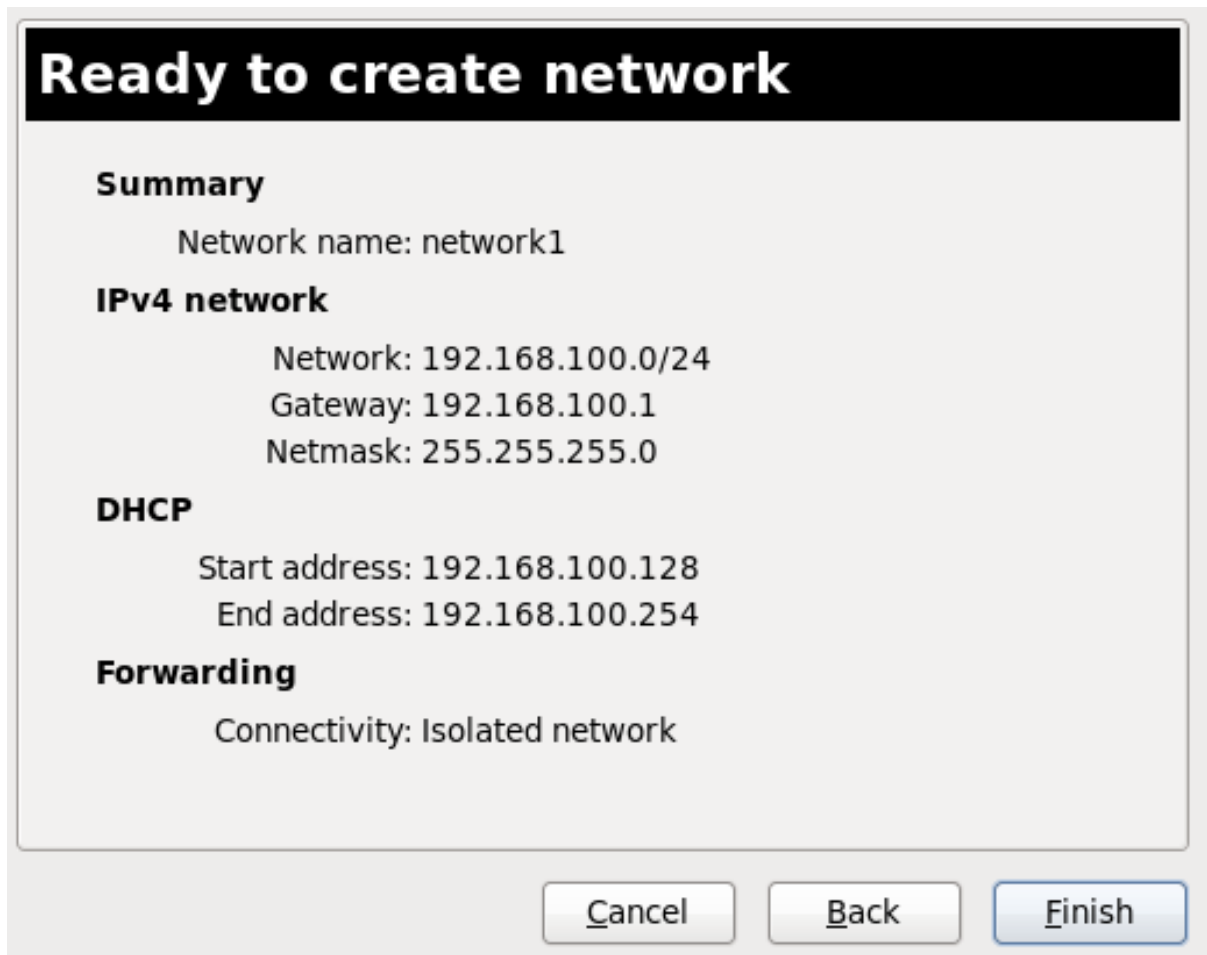 Ready to create network
Summary
Network name: network1
IPv4 network
Network: 192.168.100.0/24
Gateway: 192.168.100.1
Netmask: 255.255.255.0
DHCP
Start address: 192.168.100.128
End address: 192.168.100.254
Forwarding
Connectivity: Isolated network
Cancel Back Finish